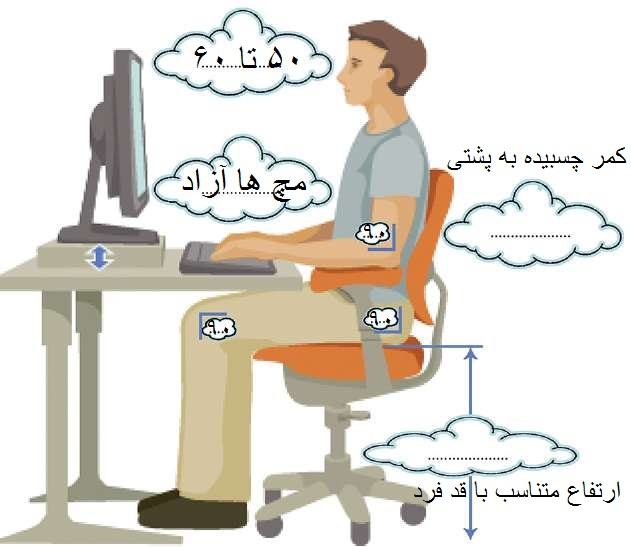 ۵۰ تا ۶۰
مچ ها آزاد
کمر چسبیده به پشتی
................
۹۰
۹۰
۹۰
................
ارتفاع متناسب با قد فرد